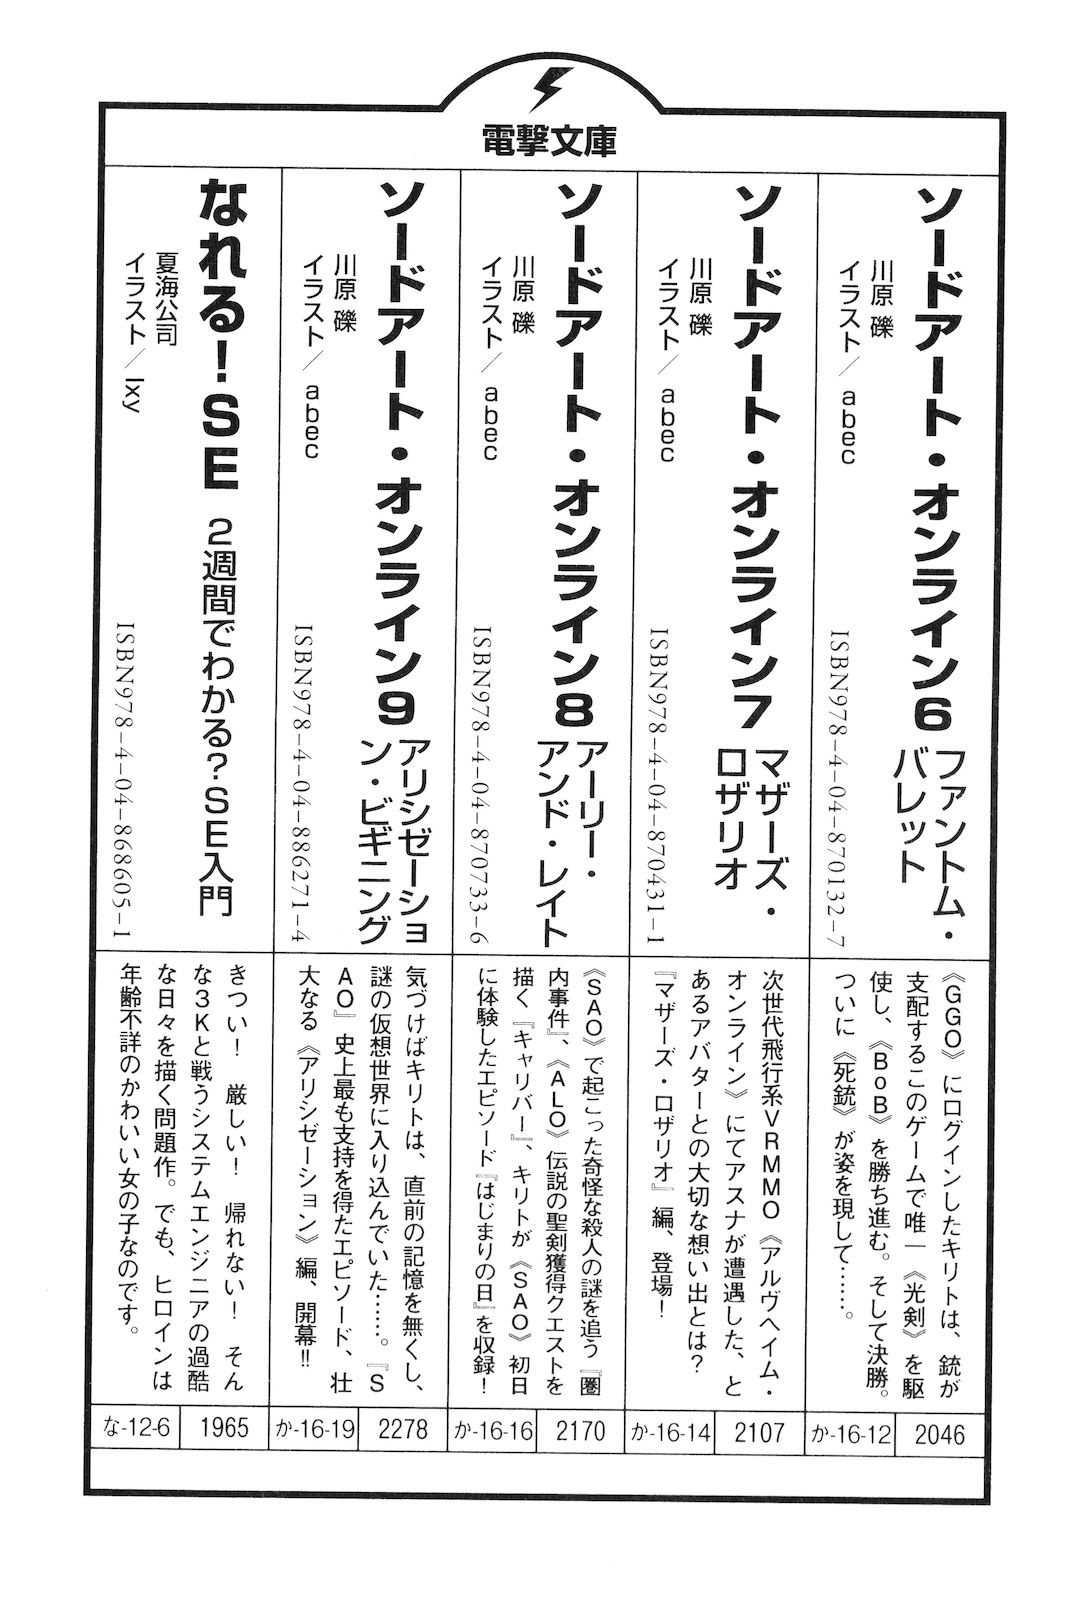 電撃文庫
ソードアート・オンライン6
ファントム・
バレット
川原 礫
イラスト／abec
ISBN978-4-04-870132-7
《GGO》にログインしたキリトは、銃が
支配するこのゲームで唯一《光剣》を駆
使し、《BoB》を勝ち進む。そして決勝。
ついに《死銃》が姿を現して……。
か-16-12
2046
ソードアート・オンライン7
マザーズ・
ロザリオ
川原 礫
イラスト／abec
ISBN978-4-04-870431-1
次世代飛行系VRMMO《アルヴヘイム・
オンライン》にてアスナが遭遇した、と
あるアバターとの大切な想い出とは？
『マザーズ・ロザリオ』編、登場！
か-16-14
2107
ソードアート・オンライン8
アーリー・
アンド・レイト
川原 礫
イラスト／abec
ISBN978-4-04-870733-6
《SAO》で起こった奇怪な殺人の謎を追う『圏
内事件』、《ALO》伝説の聖剣獲得クエストを
描く『キャリバー』、キリトが《SAO》初日
に体験したエピソード『はじまりの日』を収録！
か-16-16
2170
ソードアート・オンライン9
アリシゼーショ
ン・ビギニング
川原 礫
イラスト／abec
ISBN978-4-04-886271-4
気づけばキリトは、直前の記憶を無くし、
謎の仮想世界に入り込んでいた……。『S
AO』史上最も支持を得たエピソード、壮
大なる《アリシゼーション》編、開幕!!
か-16-19
2278
なれる！SE 2週間でわかる？SE入門
夏海公司
イラスト／Ixy
ISBN978-4-04-868605-1
きつい！　厳しい！　帰れない！　そん
な3Kと戦うシステムエンジニアの過酷
な日々を描く問題作。でも、ヒロインは
年齢不詳のかわいい女の子なのです。
な-12-6
1965